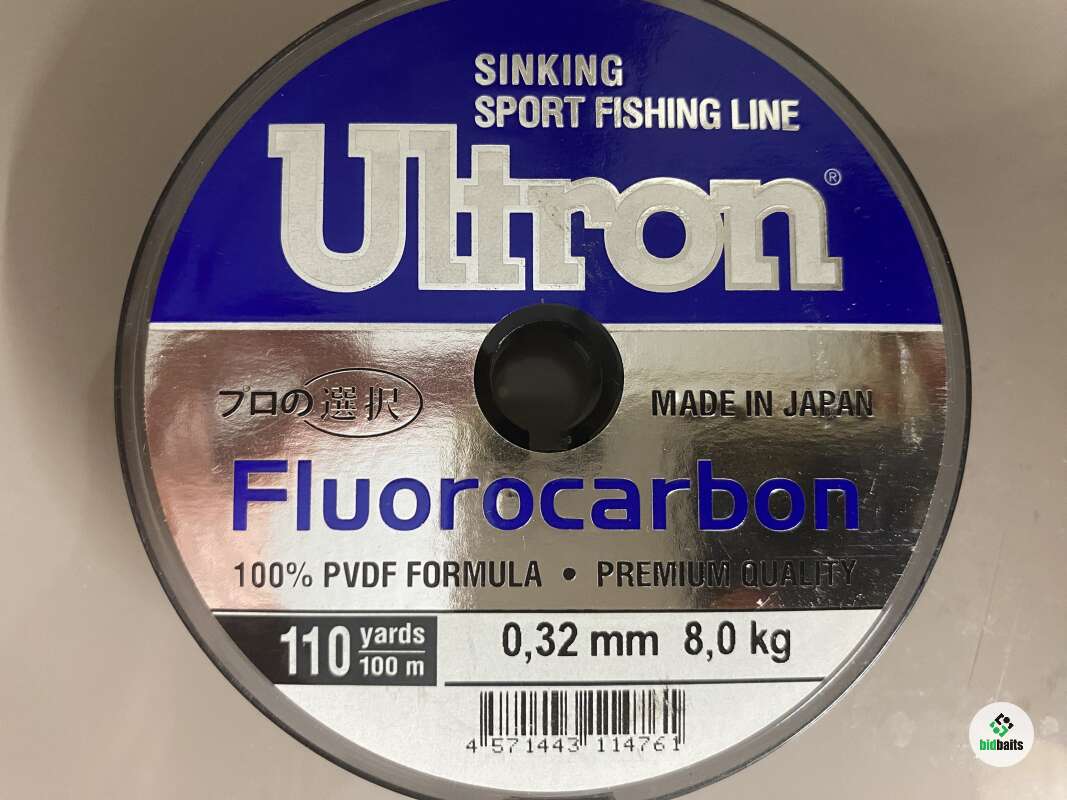 SINKING
SPORT FISHING LINE
Ultron®
プロの選択
MADE IN JAPAN
Fluorocarbon
100% PVDF FORMULA • PREMIUM QUALITY
110 yards
100 m
0,32 mm 8,0 kg
4 571443 114761
bidbaits